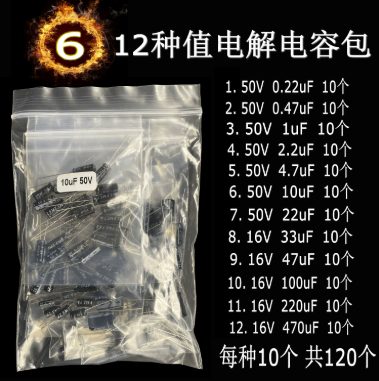 6 12种值电解电容包
1. 50V 0.22uF 10个
2. 50V 0.47uF 10个
3. 50V 1uF 10个
4. 50V 2.2uF 10个
5. 50V 4.7uF 10个
6. 50V 10uF 10个
7. 50V 22uF 10个
8. 16V 33uF 10个
9. 16V 47uF 10个
10. 16V 100uF 10个
11. 16V 220uF 10个
12. 16V 470uF 10个
每种10个 共120个
10uF 50V